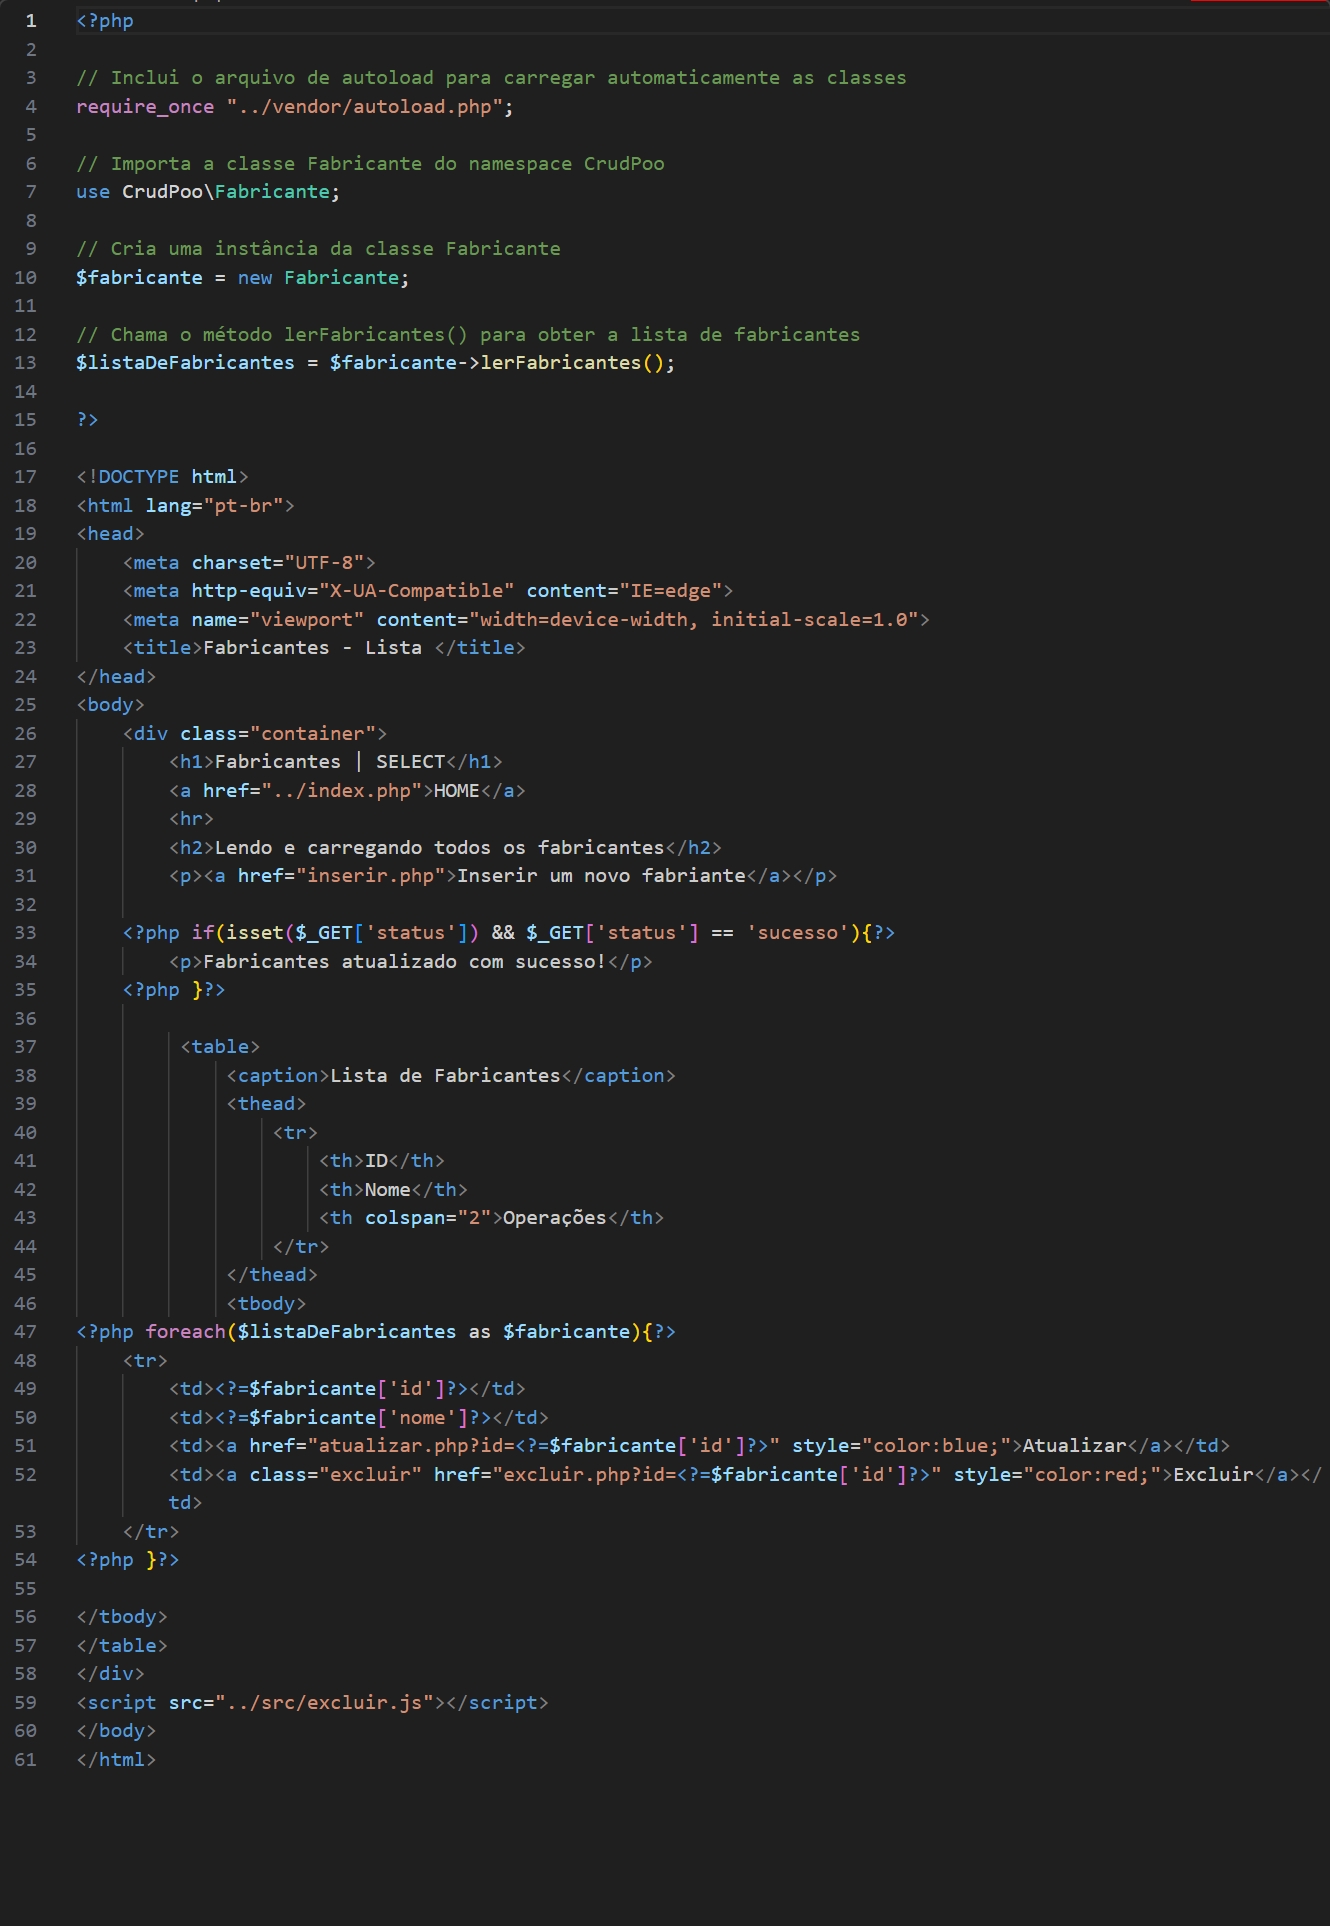 1 <?php
2
3 // Inclui o arquivo de autoload para carregar automaticamente as classes
4 require_once "../vendor/autoload.php";
5
6 // Importa a classe Fabricante do namespace CrudPoo
7 use CrudPoo\Fabricante;
8
9 // Cria uma instância da classe Fabricante
10 $fabricante = new Fabricante;
11
12 // Chama o método lerFabricantes() para obter a lista de fabricantes
13 $listaDeFabricantes = $fabricante->lerFabricantes();
14
15 ?>
16
17 <!DOCTYPE html>
18 <html lang="pt-br">
19 <head>
20     <meta charset="UTF-8">
21     <meta http-equiv="X-UA-Compatible" content="IE=edge">
22     <meta name="viewport" content="width=device-width, initial-scale=1.0">
23     <title>Fabricantes - Lista </title>
24 </head>
25 <body>
26     <div class="container">
27         <h1>Fabricantes | SELECT</h1>
28         <a href="../index.php">HOME</a>
29         <hr>
30         <h2>Lendo e carregando todos os fabricantes</h2>
31         <p><a href="inserir.php">Inserir um novo fabriante</a></p>
32
33     <?php if(isset($_GET['status']) && $_GET['status'] == 'sucesso'){?>
34         <p>Fabricantes atualizado com sucesso!</p>
35     <?php }?>
36
37          <table>
38              <caption>Lista de Fabricantes</caption>
39              <thead>
40                  <tr>
41                      <th>ID</th>
42                      <th>Nome</th>
43                      <th colspan="2">Operações</th>
44                  </tr>
45              </thead>
46              <tbody>
47 <?php foreach($listaDeFabricantes as $fabricante){?>
48     <tr>
49         <td><?=$fabricante['id']?></td>
50         <td><?=$fabricante['nome']?></td>
51         <td><a href="atualizar.php?id=<?=$fabricante['id']?>" style="color:blue;">Atualizar</a></td>
52         <td><a class="excluir" href="excluir.php?id=<?=$fabricante['id']?>" style="color:red;">Excluir</a></
td>
53     </tr>
54 <?php }?>
55
56 </tbody>
57 </table>
58 </div>
59 <script src="../src/excluir.js"></script>
60 </body>
61 </html>